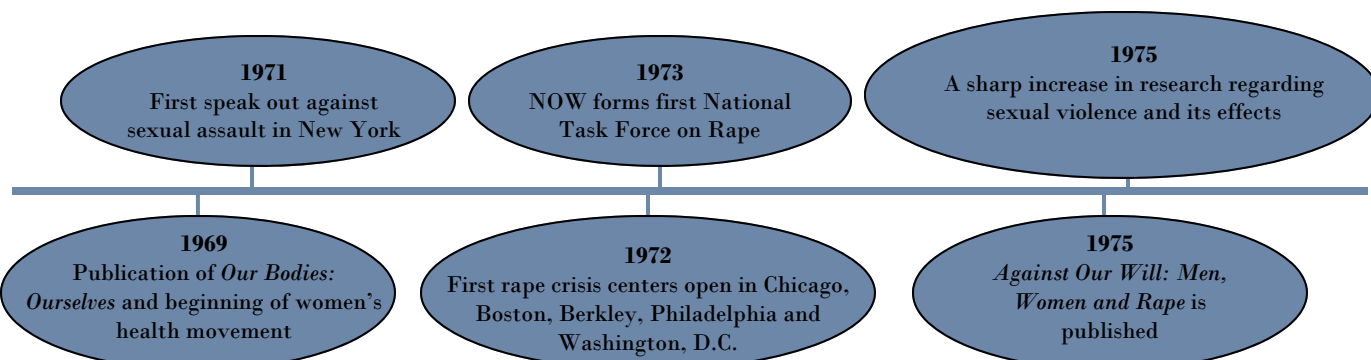 1971
First speak out against
sexual assault in New York
1973
NOW forms first National
Task Force on Rape
1975
A sharp increase in research regarding
sexual violence and its effects
1969
Publication of Our Bodies:
Ourselves and beginning of women's
health movement
1972
First rape crisis centers open in Chicago,
Boston, Berkley, Philadelphia and
Washington, D.C.
1975
Against Our Will: Men,
Women and Rape is
published